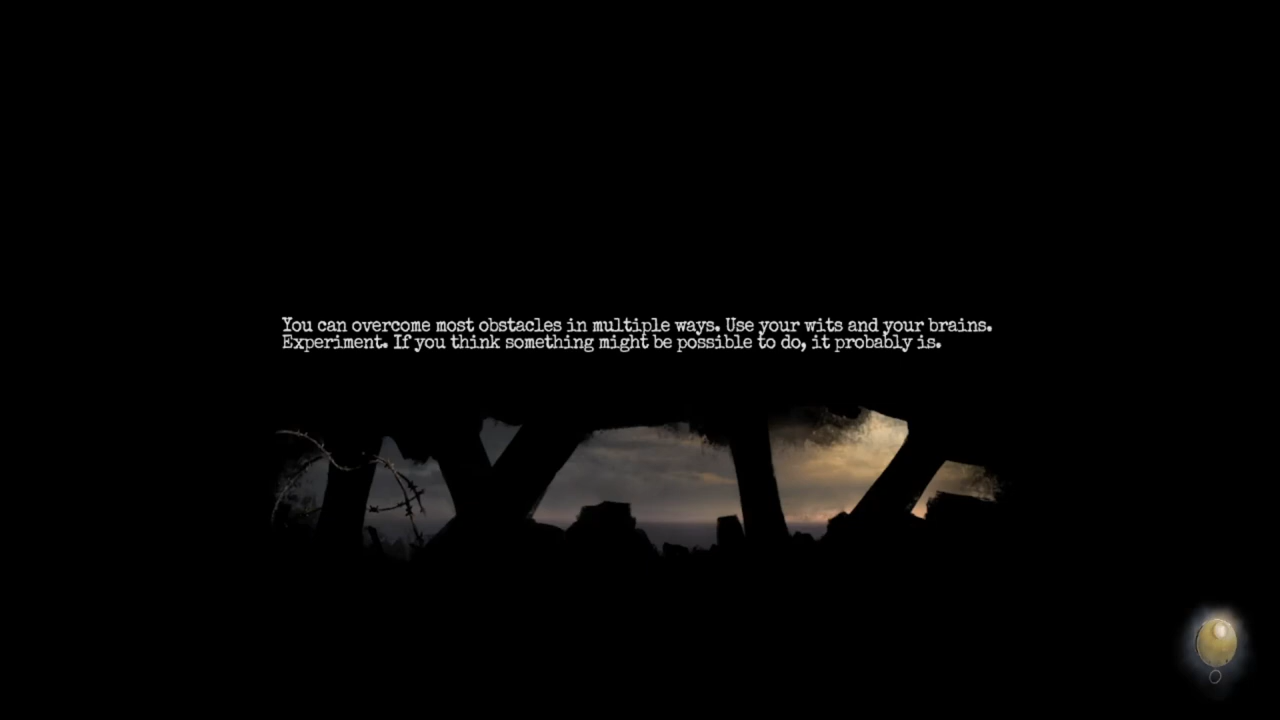 You can overcome most obstacles in multiple ways. Use your wits and your brains.
Experiment. If you think something might be possible to do, it probably is.